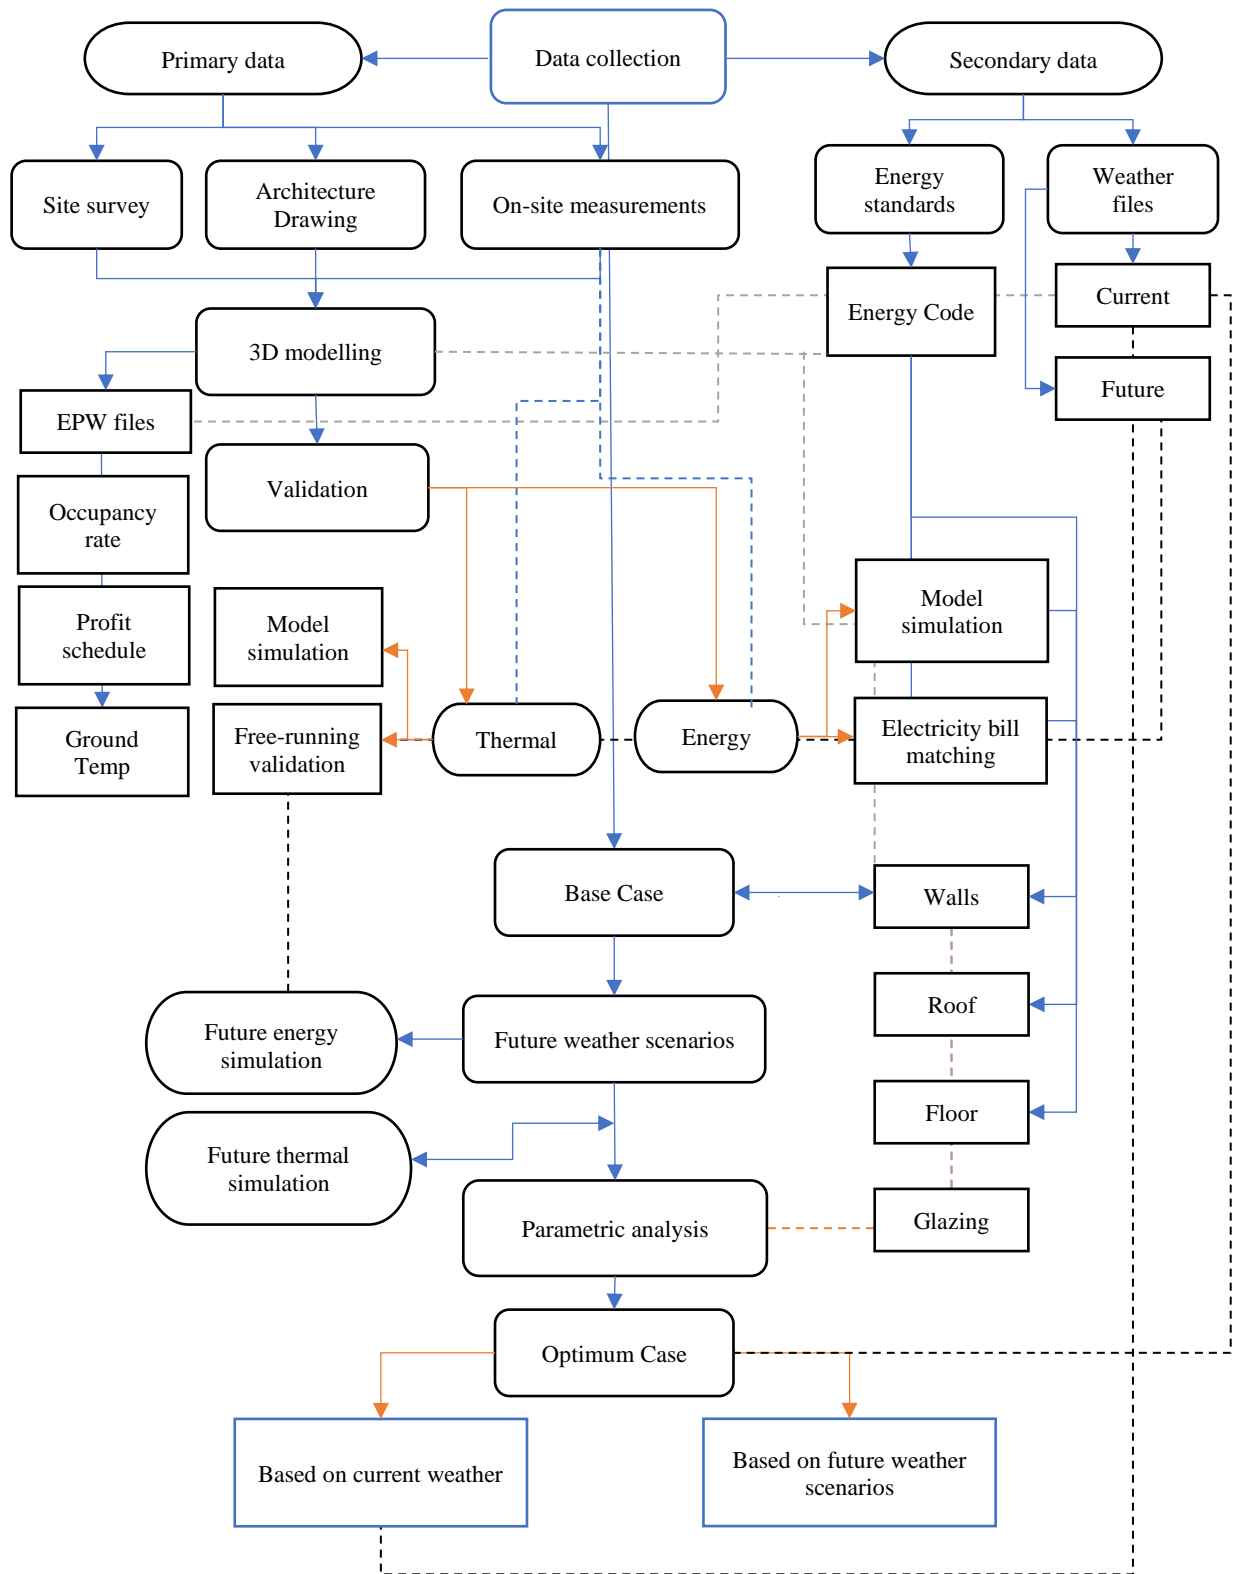 Primary data
Data collection
Secondary data
Site survey
Architecture
Drawing
On-site measurements
Energy
standards
Weather
files
Energy Code
Current
3D modelling
Future
EPW files
Validation
Occupancy
rate
Profit
schedule
Model
simulation
Model
simulation
Ground
Temp
Free-running
validation
Thermal
Energy
Electricity bill
matching
Base Case
Walls
Roof
Future energy
simulation
Future weather scenarios
Floor
Future thermal
simulation
Parametric analysis
Glazing
Optimum Case
Based on current weather
Based on future weather
scenarios